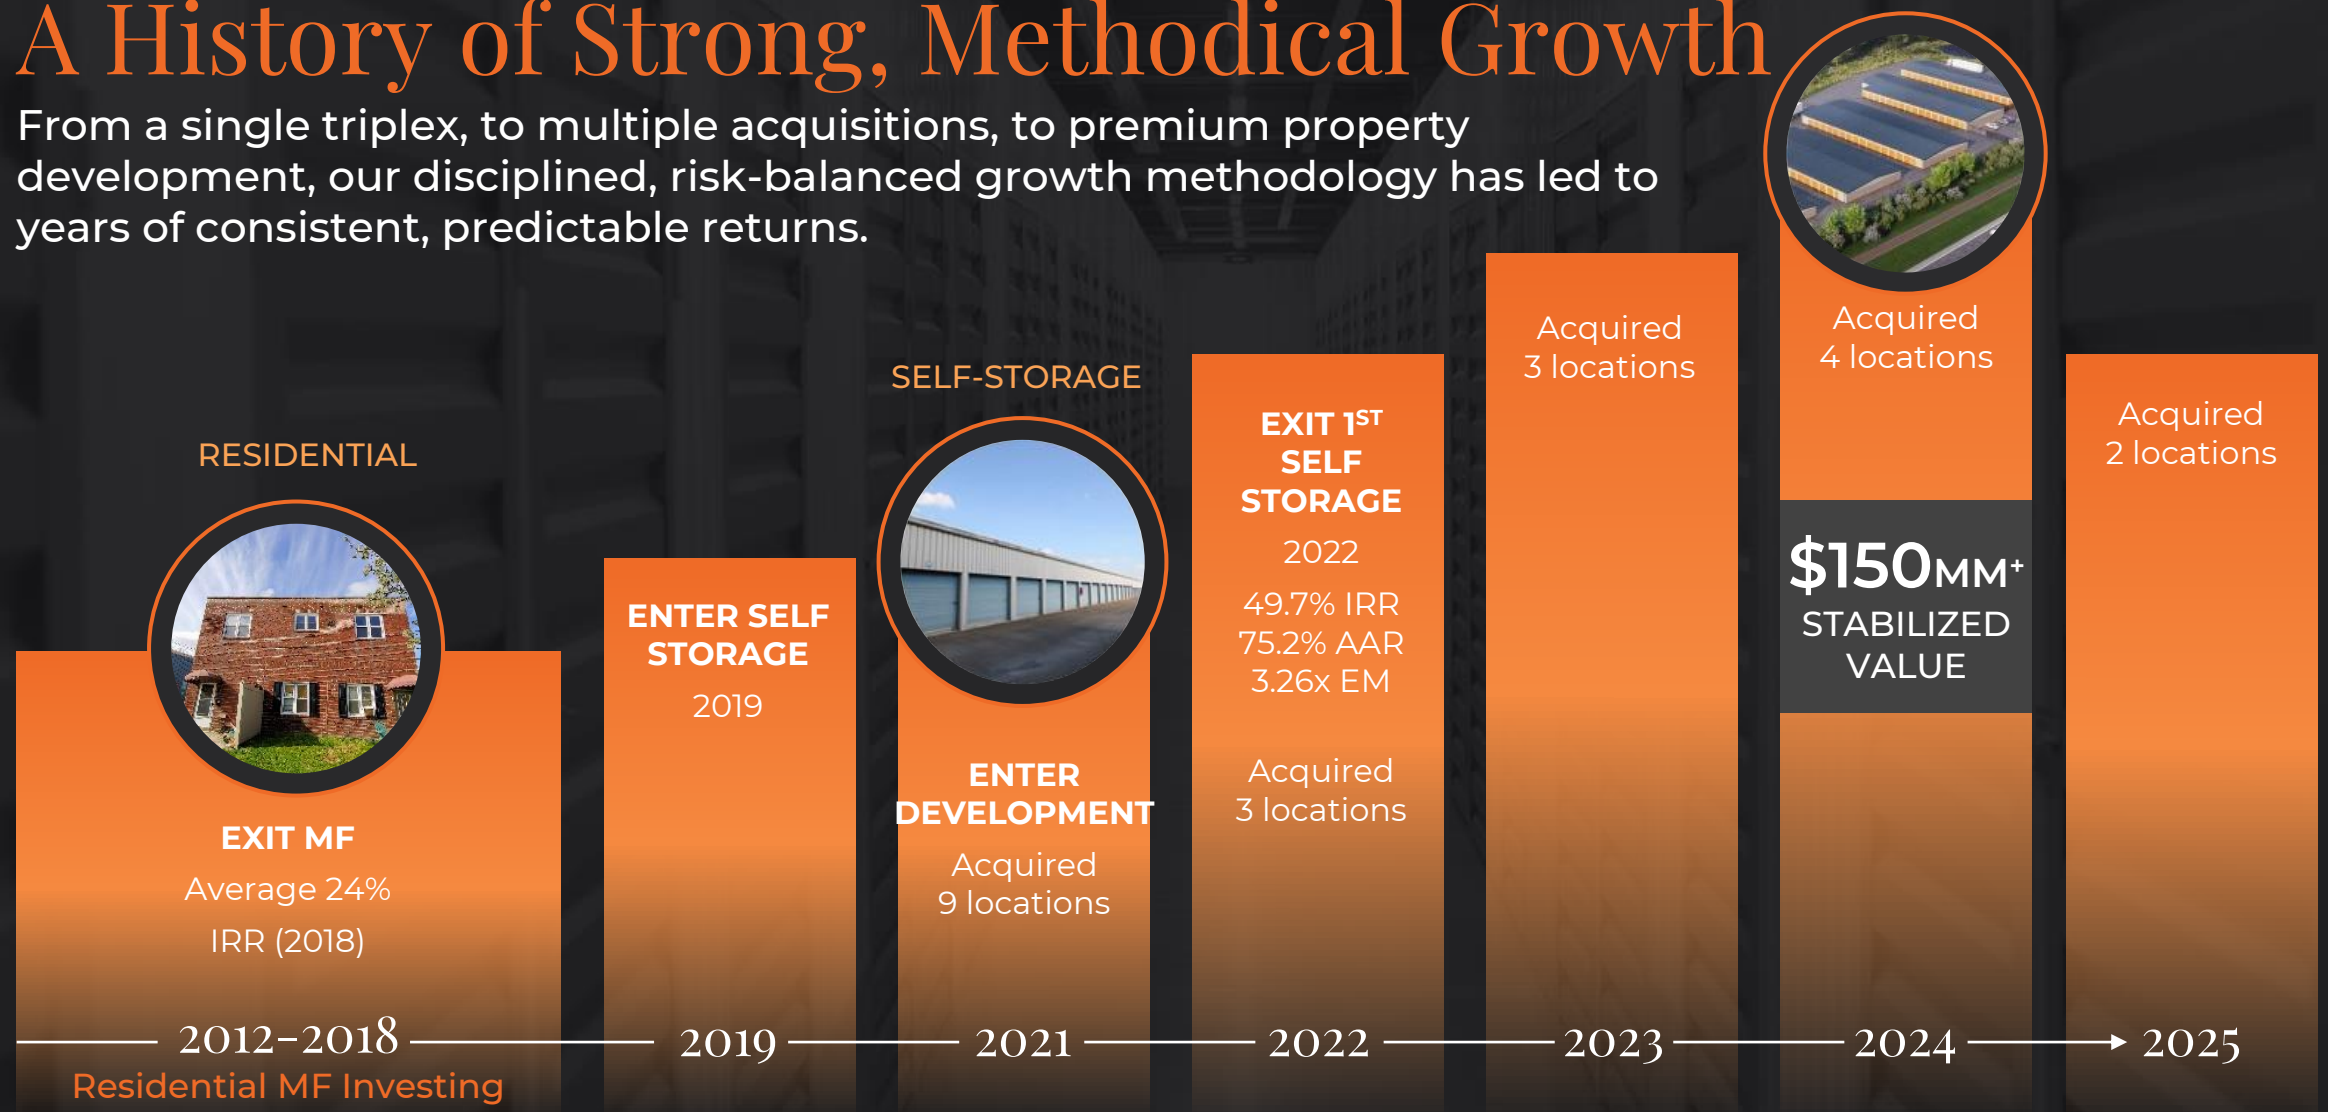 A History of Strong, Methodical Growth
From a single triplex, to multiple acquisitions, to premium property
development, our disciplined, risk-balanced growth methodology has led to
years of consistent, predictable returns.
RESIDENTIAL
EXIT MF
Average 24%
IRR (2018)
2012-2018
Residential MF Investing
ENTER SELF
STORAGE
2019
2019
SELF-STORAGE
ENTER
DEVELOPMENT
Acquired
9 locations
2021
EXIT 1ST
SELF
STORAGE
2022
49.7% IRR
75.2% AAR
3.26x EM
Acquired
3 locations
2022
Acquired
3 locations
2023
Acquired
4 locations
$150MM+
STABILIZED
VALUE
2024
Acquired
2 locations
2025